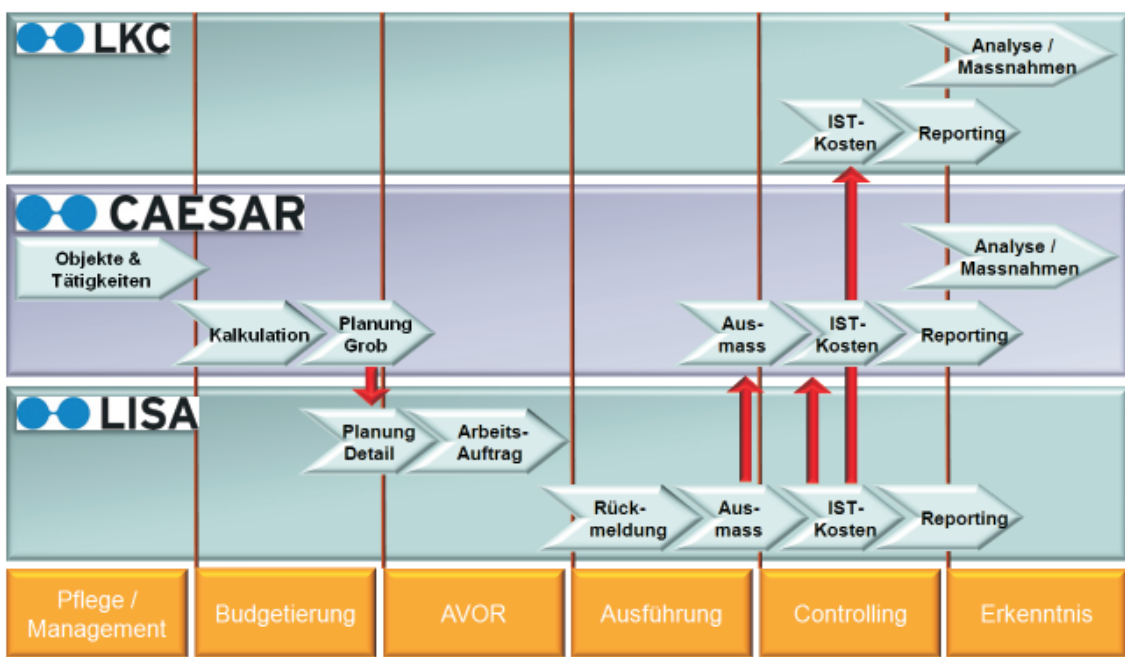 LKC
Analyse /
Massnahmen
IST-
Kosten
Reporting
CAESAR
Objekte &
Tätigkeiten
Analyse /
Massnahmen
Kalkulation
Planung
Grob
Aus-
mass
IST-
Kosten
Reporting
LISA
Planung
Detail
Arbeits-
Auftrag
Rück-
meldung
Aus-
mass
IST-
Kosten
Reporting
Pflege /
Management
Budgetierung
AVOR
Ausführung
Controlling
Erkenntnis